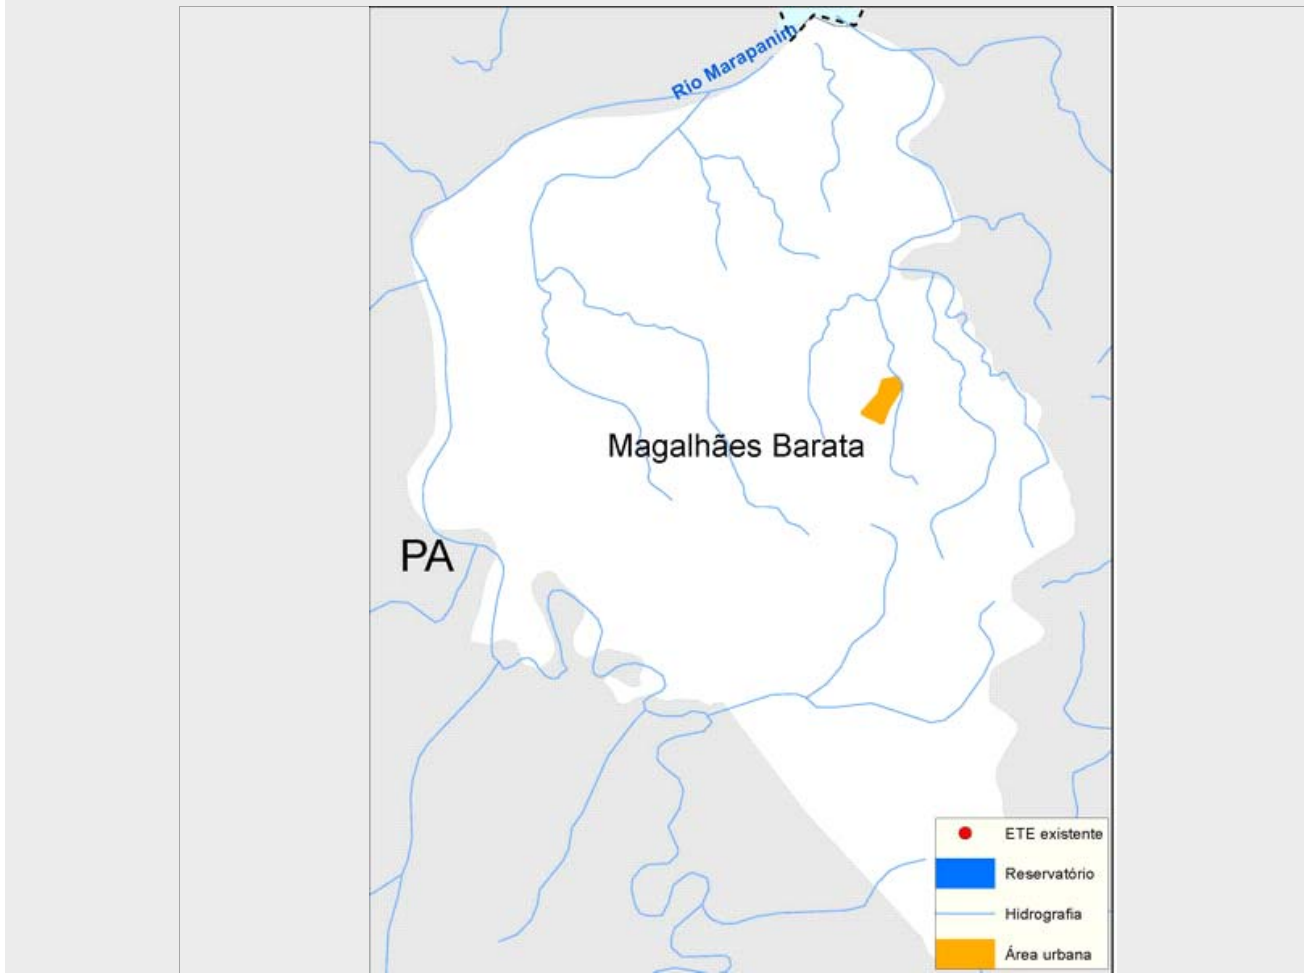 Rio Marapanim
Magalhães Barata
PA
ETE existente
Reservatório
Hidrografia
Área urbana